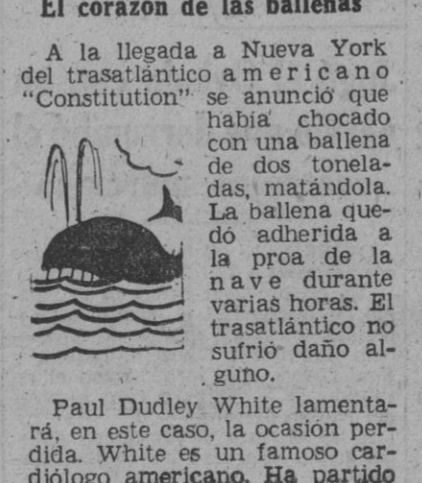 El corazón de las ballenas
A la llegada a Nueva York
del trasatlántico americano
"Constitution" se anunció que
había chocado
con una ballena
de dos tonela-
das, matándola.
La ballena que-
dó adherida a
la proa de la
nave durante
varias horas. El
trasatlántico no
sufrió daño al-
guno.
Paul Dudley White lamenta-
rá, en este caso, la ocasión per-
dida. White es un famoso car-
diólogo americano. Ha partido